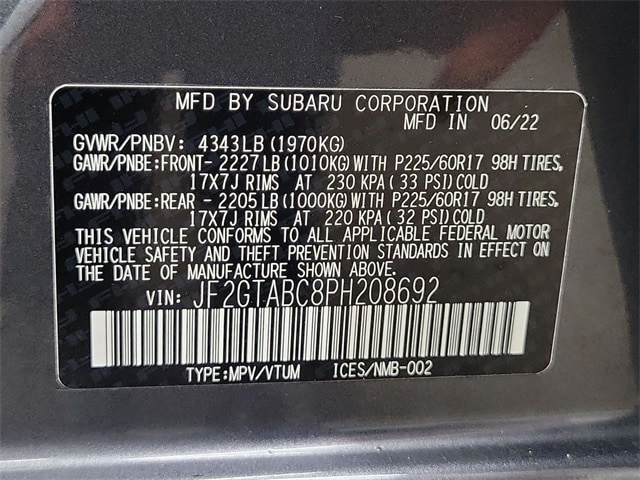 MFD BY SUBARU CORPORATION
MFD IN 06/22
GVWR/PNBV: 4343LB(1970KG)
GAWR/PNBE:FRONT-2227LB(1010KG)WITH P225/60R17 98H TIRES,
17X7J RIMS AT 230 KPA(33 PSI)COLD
GAWR/PNBE:REAR -2205LB(1000KG)WITH P225/60R17 98H TIRES,
17X7J RIMS AT 220 KPA(32 PSI)COLD
THIS VEHICLE CONFORMS TO ALL APPLICABLE FEDERAL MOTOR
VEHICLE SAFETY AND THEFT PREVENTION STANDARDS IN EFFECT ON
THE DATE OF MANUFACTURE SHOWN ABOVE.
VIN: JF2GTABC8PH208692
TYPE:MPV/VTUM ICES/NMB-002